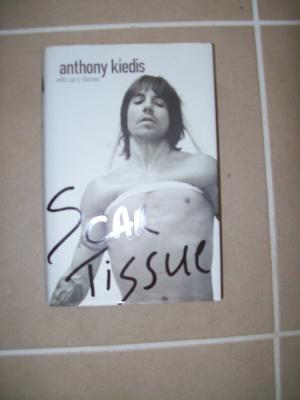 anthony kiedis
with Larry Sloman
SCAR
TISSUE